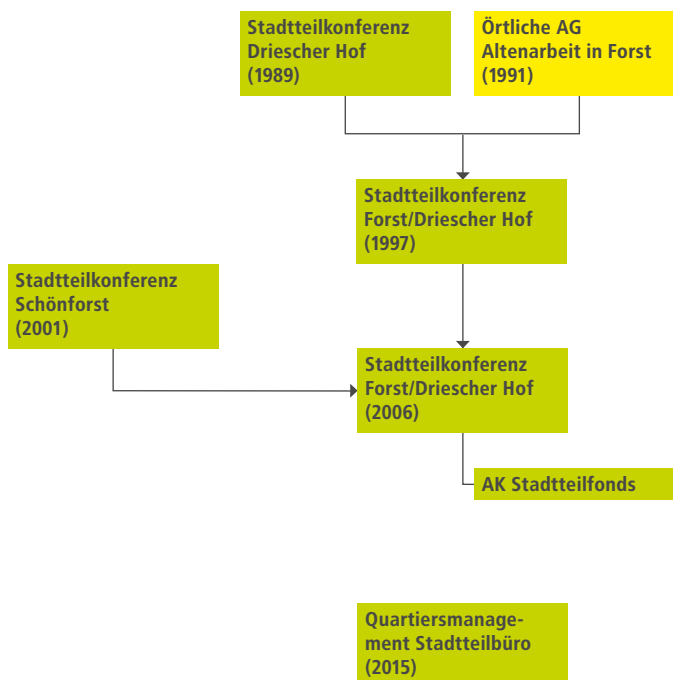 Stadtteilkonferenz
Driescher Hof
(1989)
Örtliche AG
Altenarbeit in Forst
(1991)
Stadtteilkonferenz
Forst/Driescher Hof
(1997)
Stadtteilkonferenz
Schönforst
(2001)
Stadtteilkonferenz
Forst/Driescher Hof
(2006)
AK Stadtteilfonds
Quartiersmanage-
ment Stadtteilbüro
(2015)